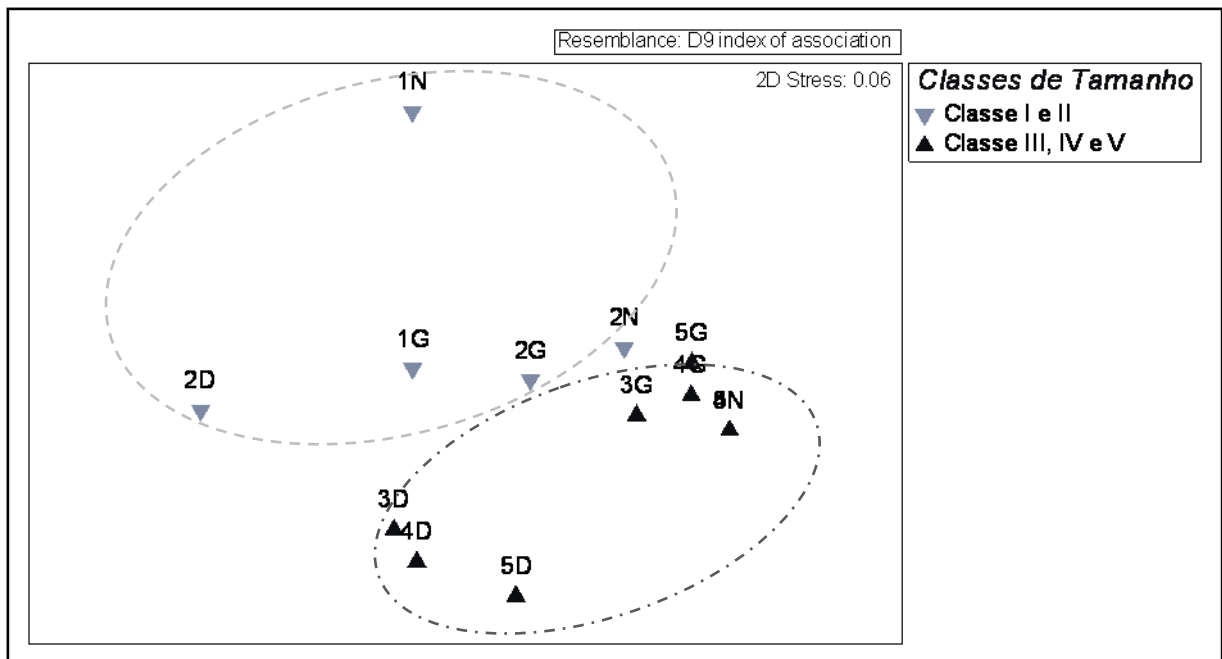 Resemblance: D9 index of association
2D Stress: 0.06
Classes de Tamanho
Classe I e II
Classe III, IV e V
1N
2N
1G
5G
2G
4G
2D
3G
3D
4D
5D